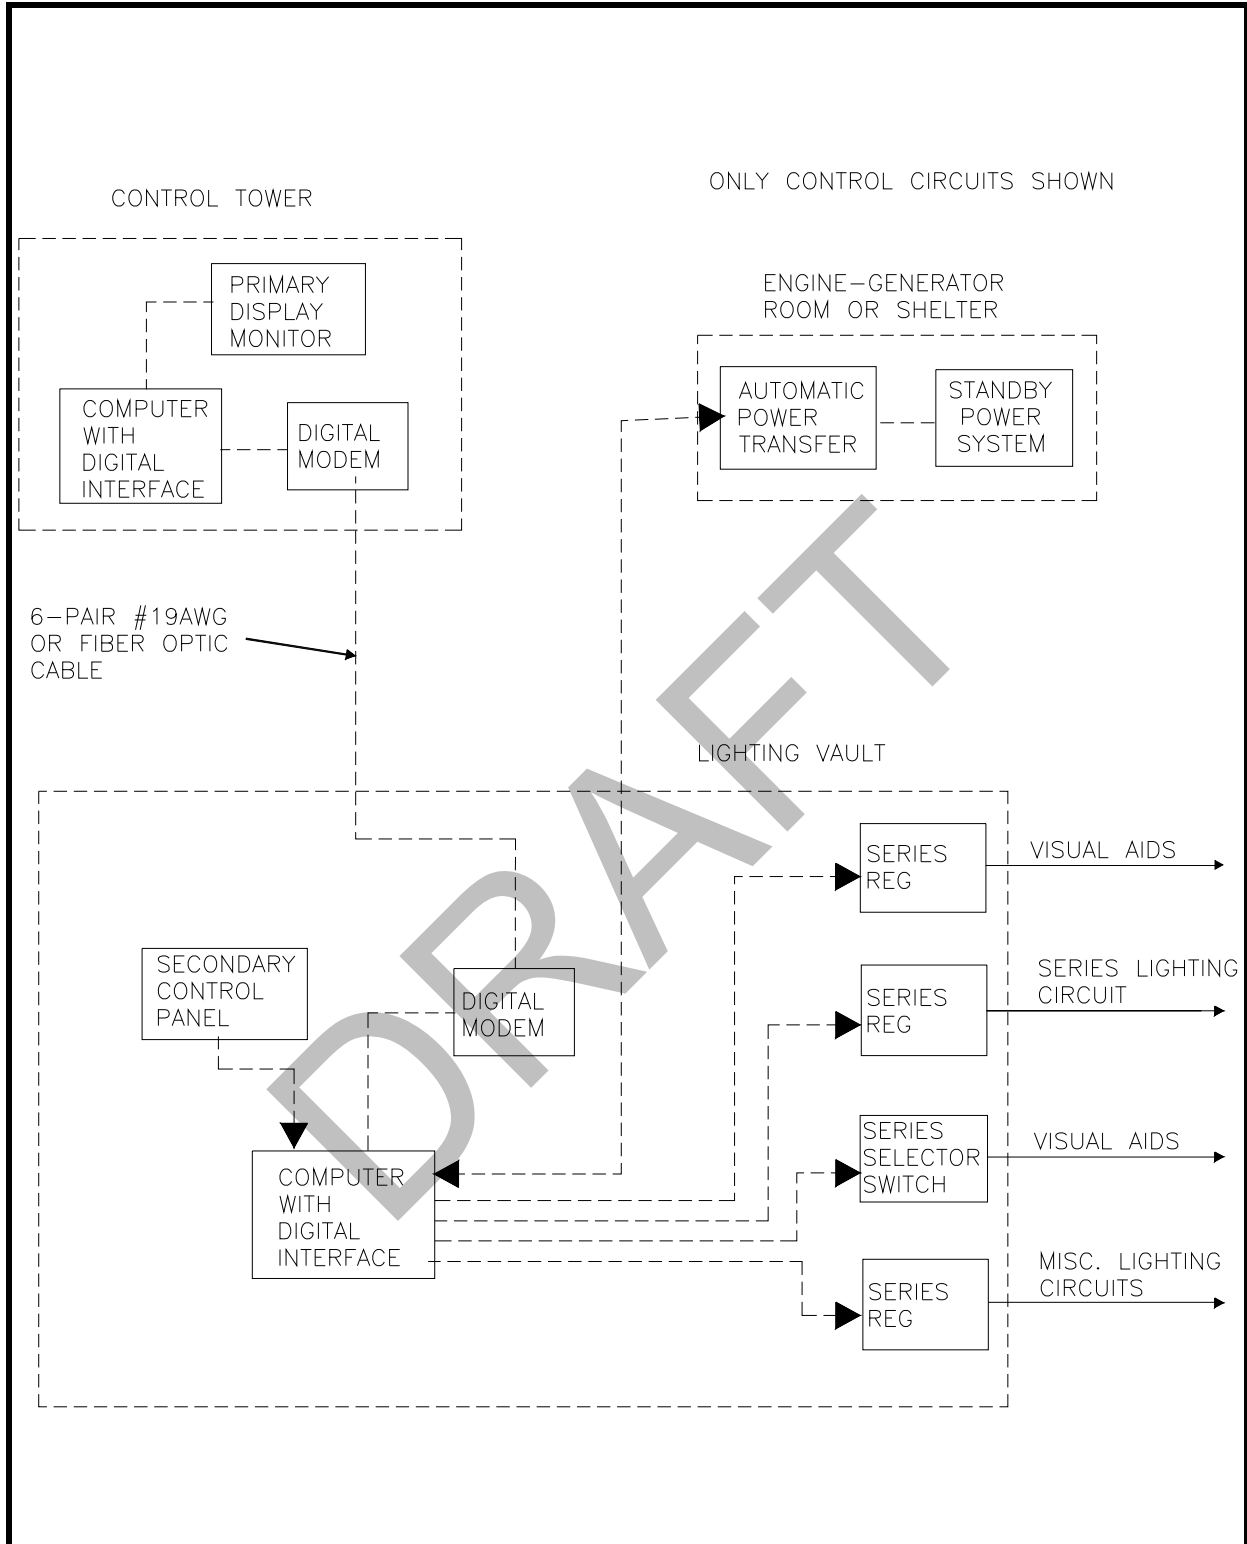 CONTROL TOWER
ONLY CONTROL CIRCUITS SHOWN
PRIMARY
DISPLAY
MONITOR
COMPUTER
WITH
DIGITAL
INTERFACE
DIGITAL
MODEM
ENGINE-GENERATOR
ROOM OR SHELTER
AUTOMATIC
POWER
TRANSFER
STANDBY
POWER
SYSTEM
6-PAIR #19AWG
OR FIBER OPTIC
CABLE
DRAFT
LIGHTING VAULT
SERIES
REG
VISUAL AIDS
SECONDARY
CONTROL
PANEL
DIGITAL
MODEM
SERIES
REG
SERIES LIGHTING
CIRCUIT
SERIES
SELECTOR
SWITCH
VISUAL AIDS
COMPUTER
WITH
DIGITAL
INTERFACE
SERIES
REG
MISC. LIGHTING
CIRCUITS